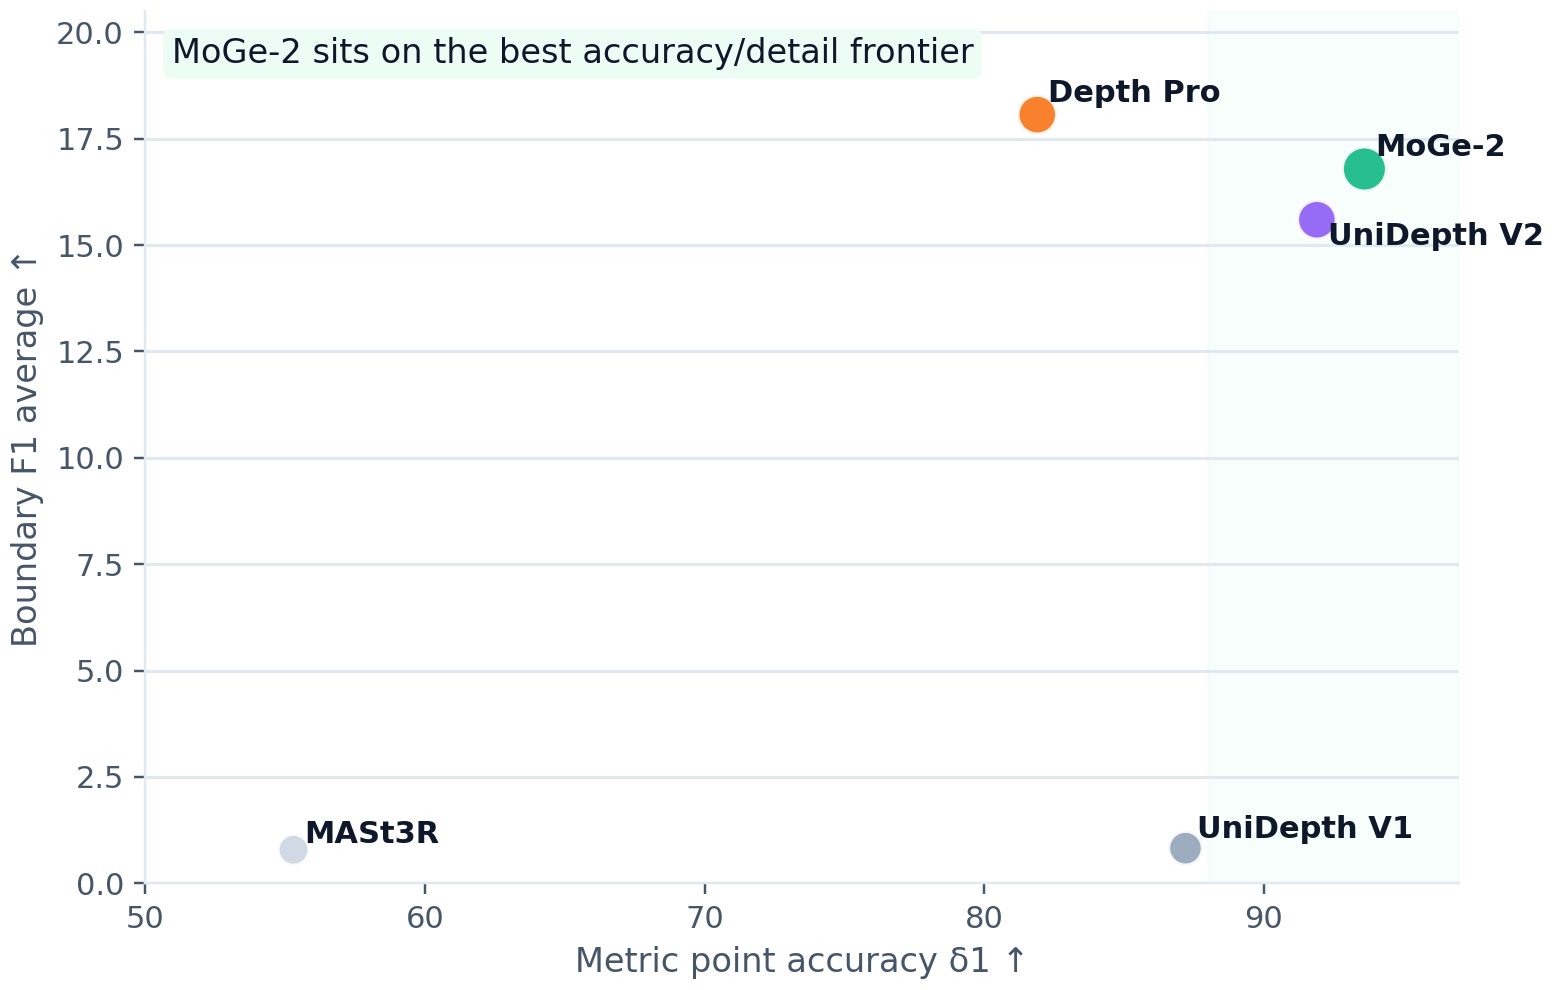 MoGe-2 sits on the best accuracy/detail frontier
20.0
17.5
15.0
12.5
10.0
7.5
5.0
2.5
0.0
Boundary F1 average ↑
Depth Pro
MoGe-2
UniDepth V2
MASt3R
UniDepth V1
50
60
70
80
90
Metric point accuracy δ1 ↑